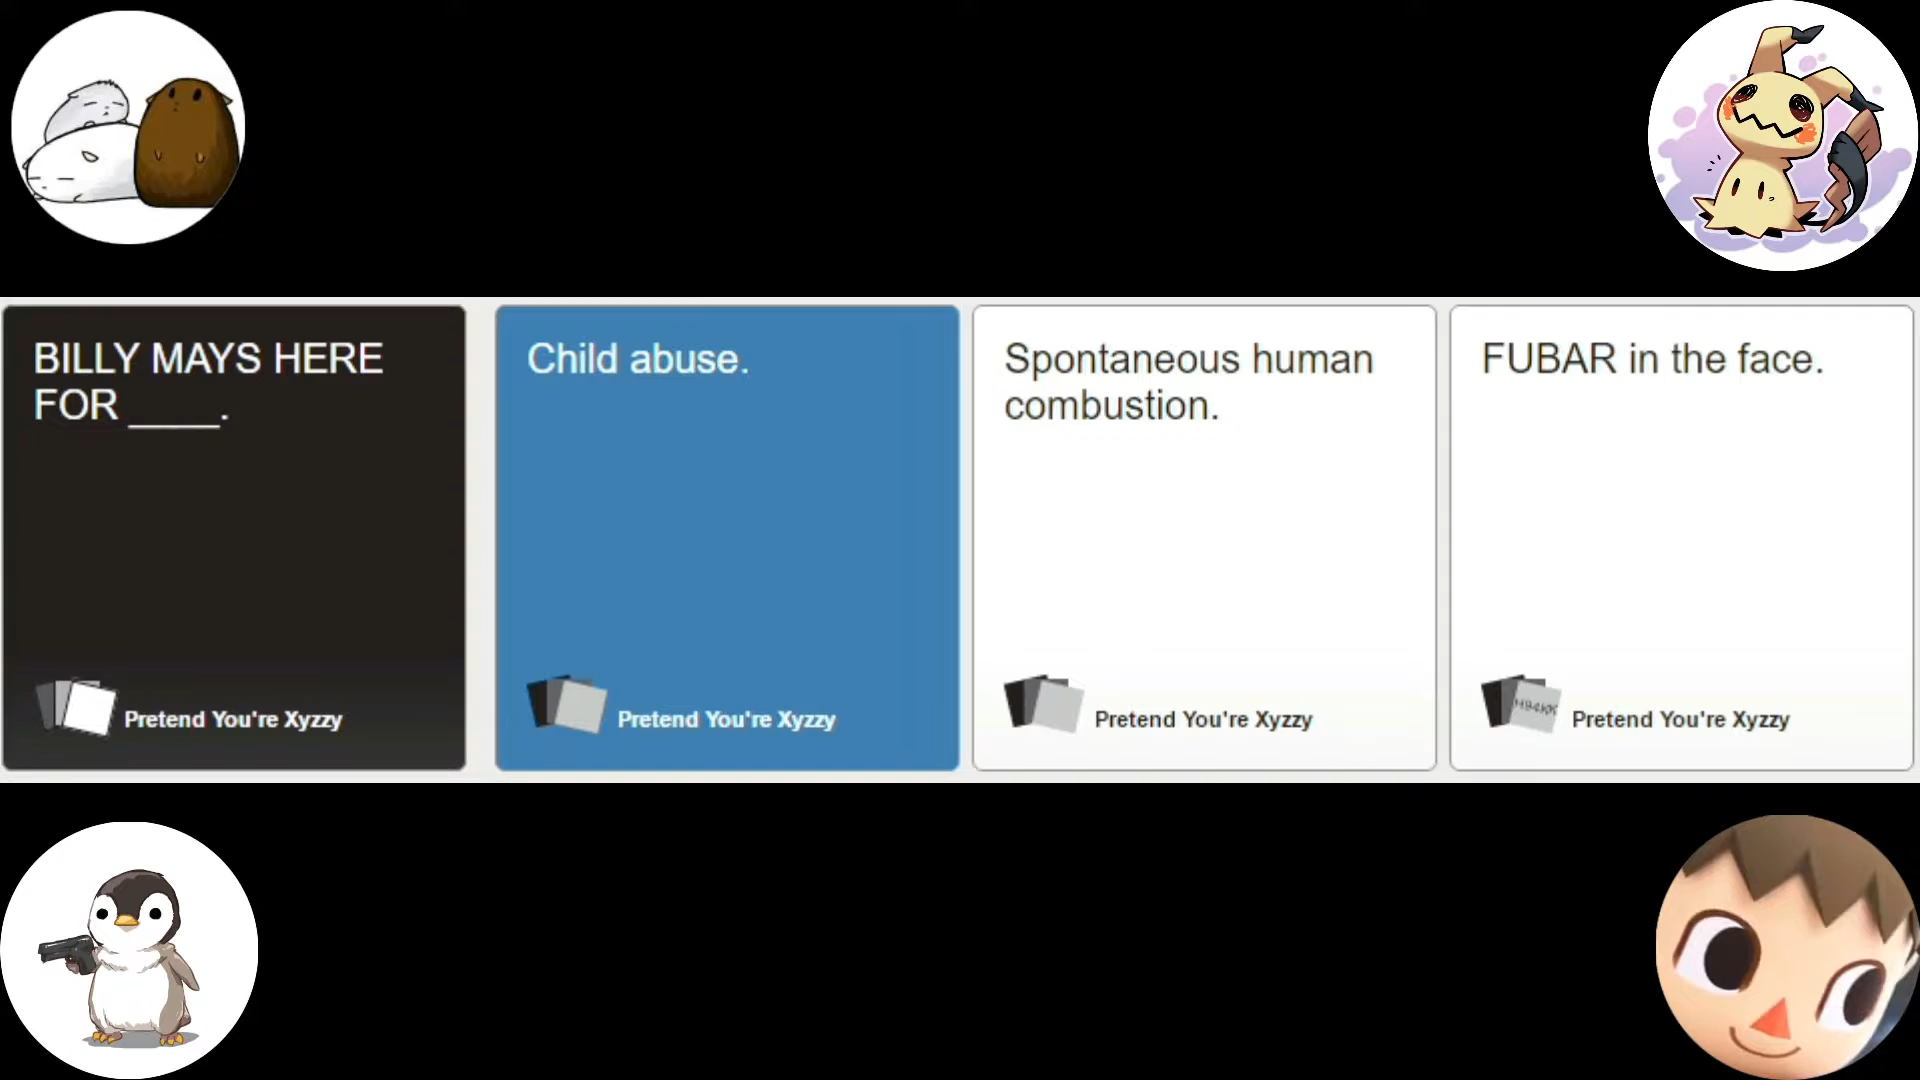 BILLY MAYS HERE
FOR ____.
Pretend You're Xyzzy
Child abuse.
Pretend You're Xyzzy
Spontaneous human
combustion.
Pretend You're Xyzzy
FUBAR in the face.
Pretend You're Xyzzy